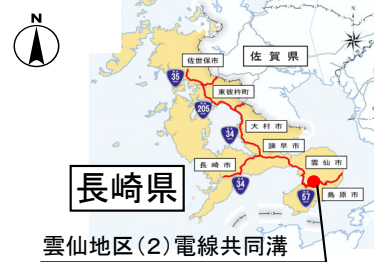 N
佐賀県
佐世保市
35
東彼杵町
205
34
大村市
諫早市
長崎市
雲仙市
34
57
島原市
長崎県
雲仙地区(2)電線共同溝